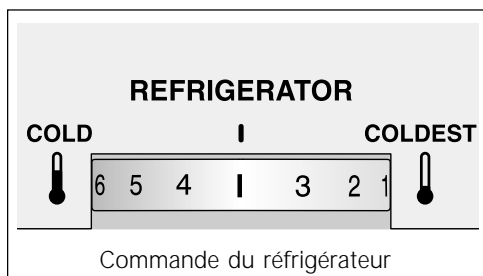 REFRIGERATOR
COLD COLDEST
6 5 4 3 2 1
Commande du réfrigérateur